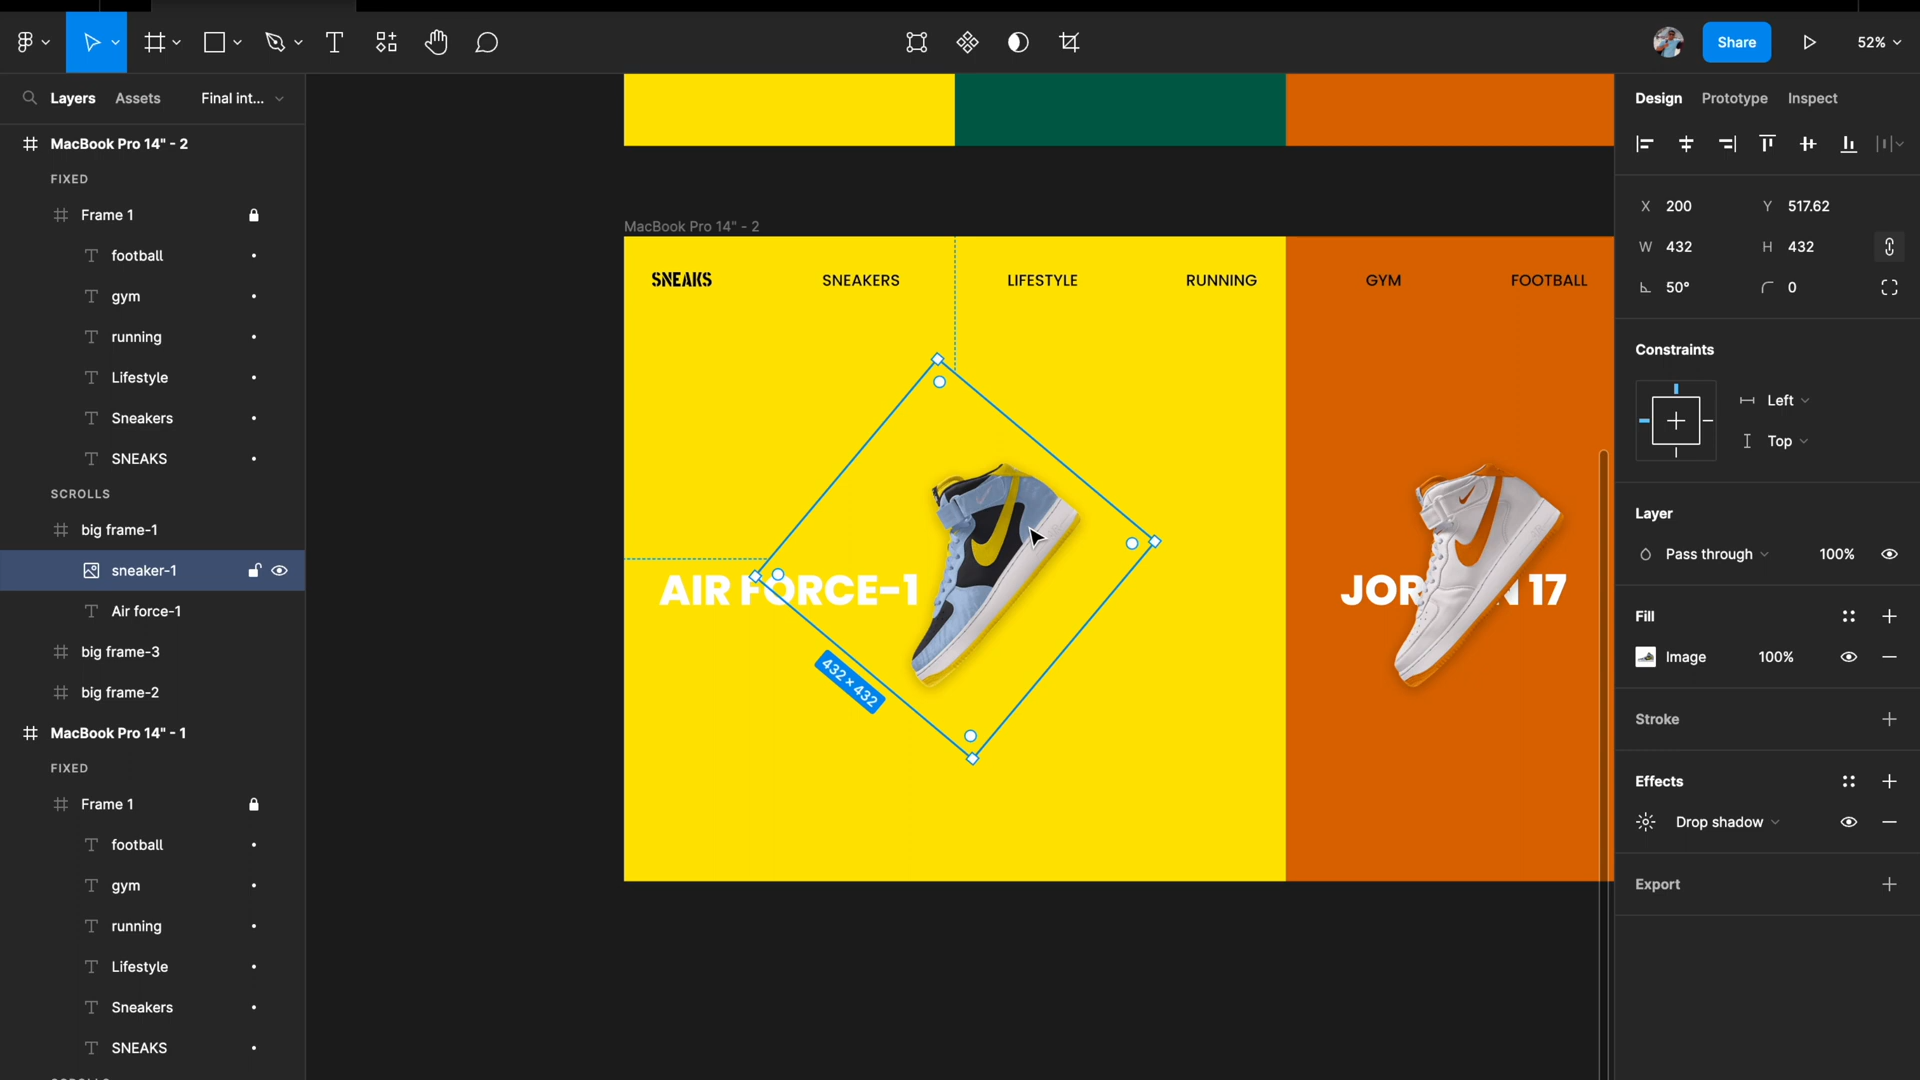 Share
52%
Layers
Assets
Final int...
MacBook Pro 14" - 2
FIXED
Frame 1
football
gym
running
Lifestyle
Sneakers
SNEAKS
SCROLLS
big frame-1
sneaker-1
Air force-1
big frame-3
big frame-2
MacBook Pro 14" - 1
FIXED
Frame 1
football
gym
running
Lifestyle
Sneakers
SNEAKS
MacBook Pro 14" - 2
SNEAKS
SNEAKERS
LIFESTYLE
RUNNING
GYM
FOOTBALL
AIR FORCE-1
432 × 432
17
Design
Prototype
Inspect
X 200
Y 517.62
W 432
H 432
50°
0
Constraints
Left
Top
Layer
Pass through
100%
Fill
Image
100%
Stroke
Effects
Drop shadow
Export